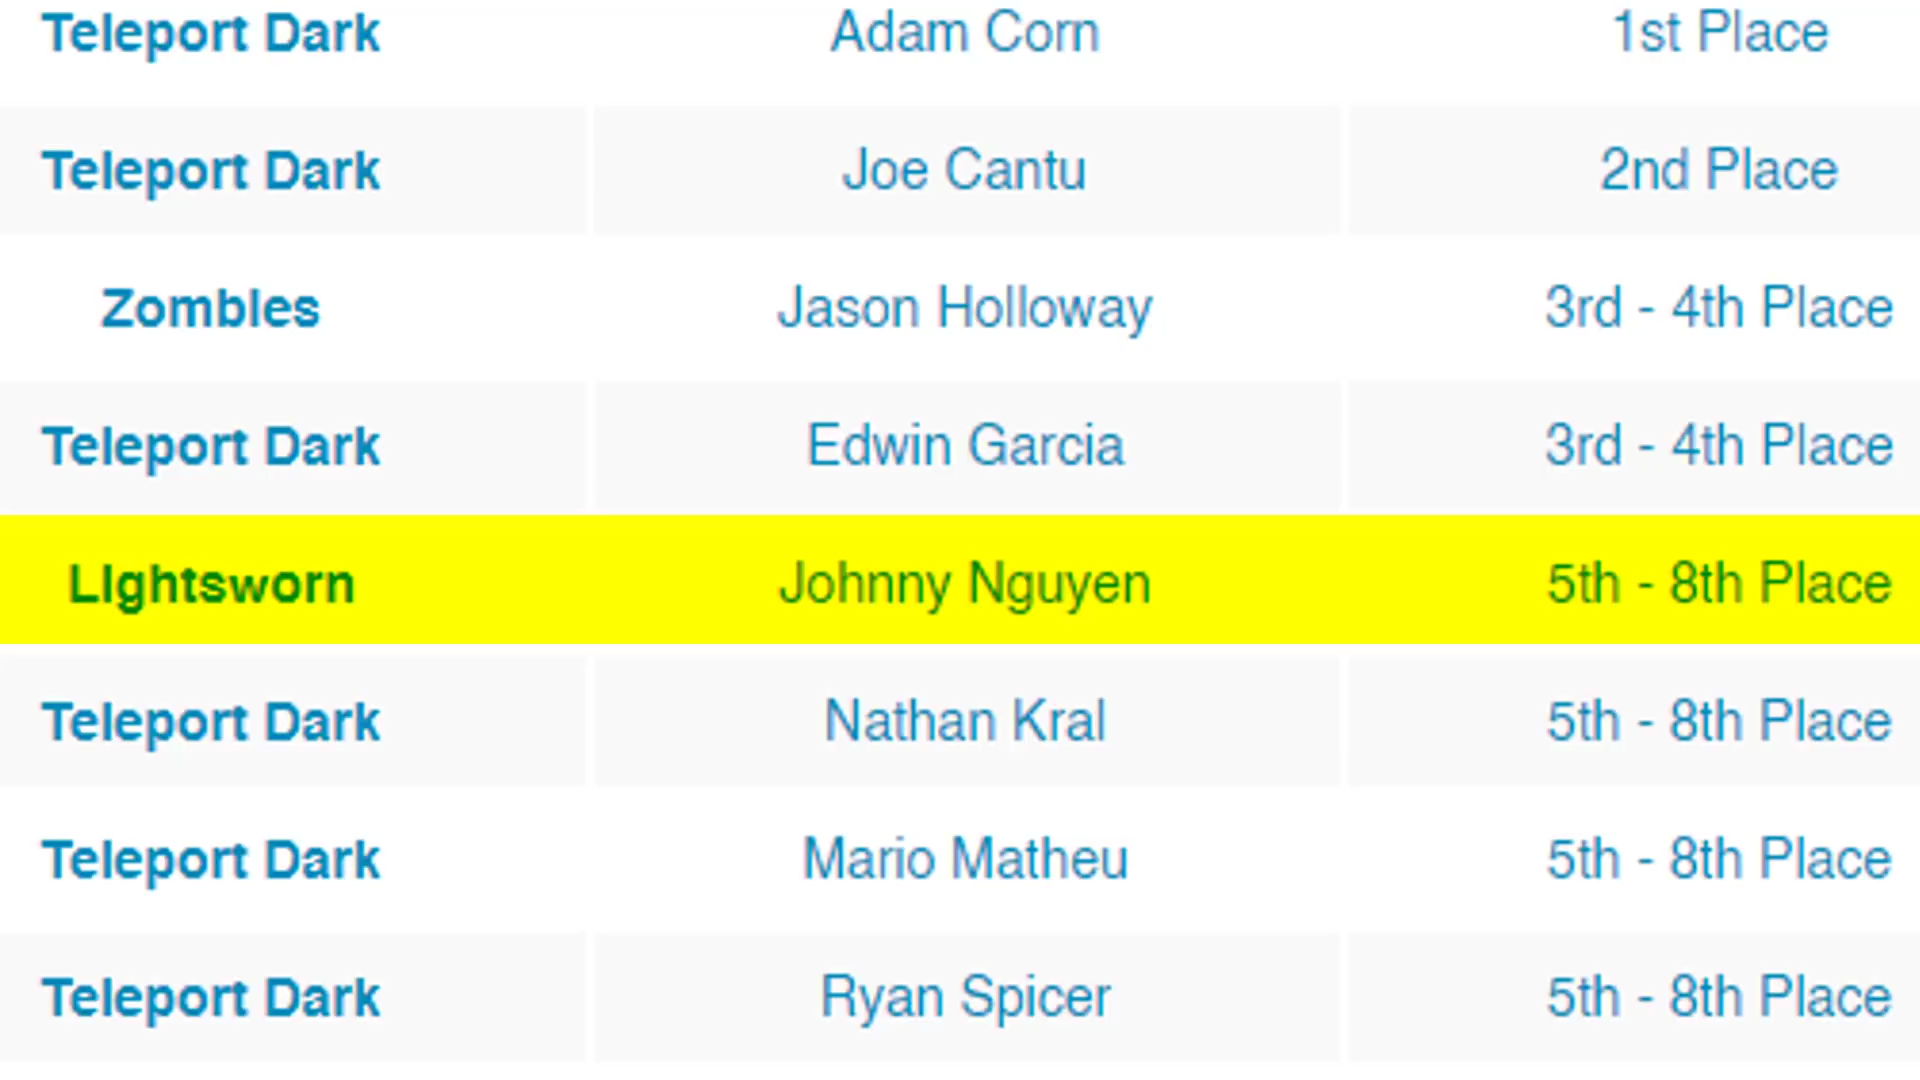 Teleport Dark Adam Corn 1st Place
Teleport Dark Joe Cantu 2nd Place
Zombies Jason Holloway 3rd - 4th Place
Teleport Dark Edwin Garcia 3rd - 4th Place
Lightsworn Johnny Nguyen 5th - 8th Place
Teleport Dark Nathan Kral 5th - 8th Place
Teleport Dark Mario Matheu 5th - 8th Place
Teleport Dark Ryan Spicer 5th - 8th Place